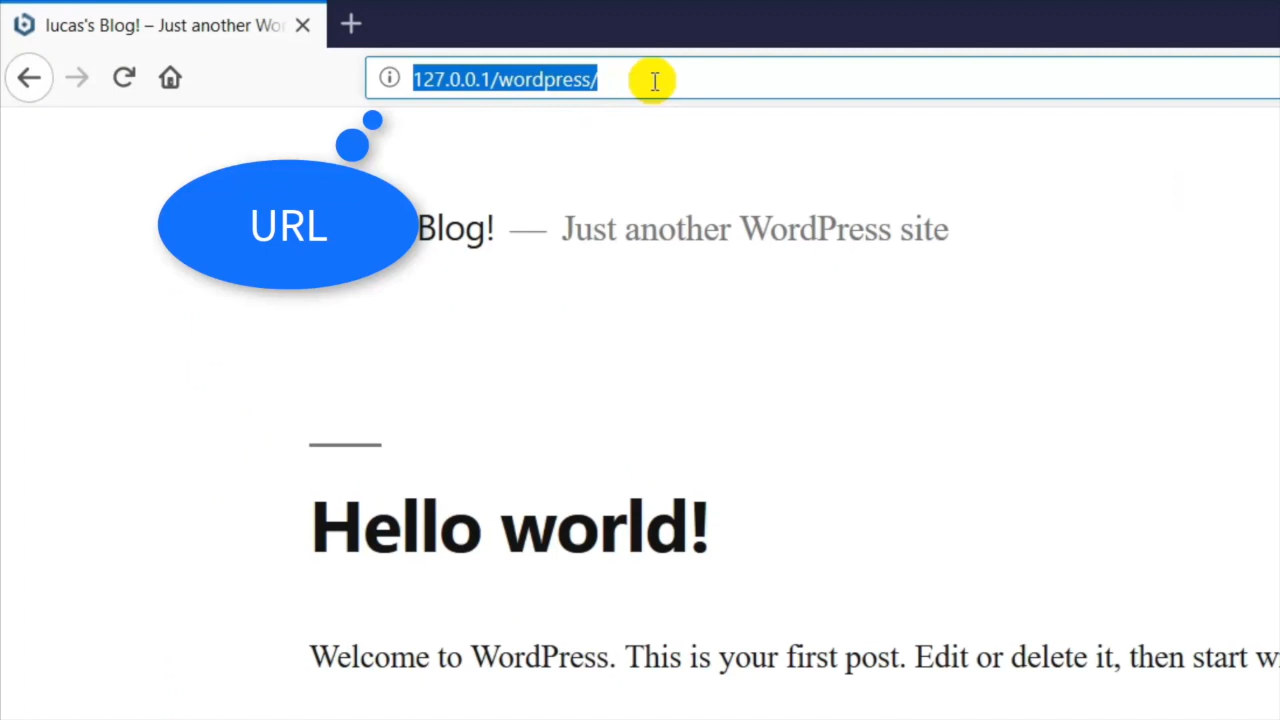 lucas's Blog! – Just another Wor
127.0.0.1/wordpress/
URL
Blog! — Just another WordPress site
Hello world!
Welcome to WordPress. This is your first post. Edit or delete it, then start w